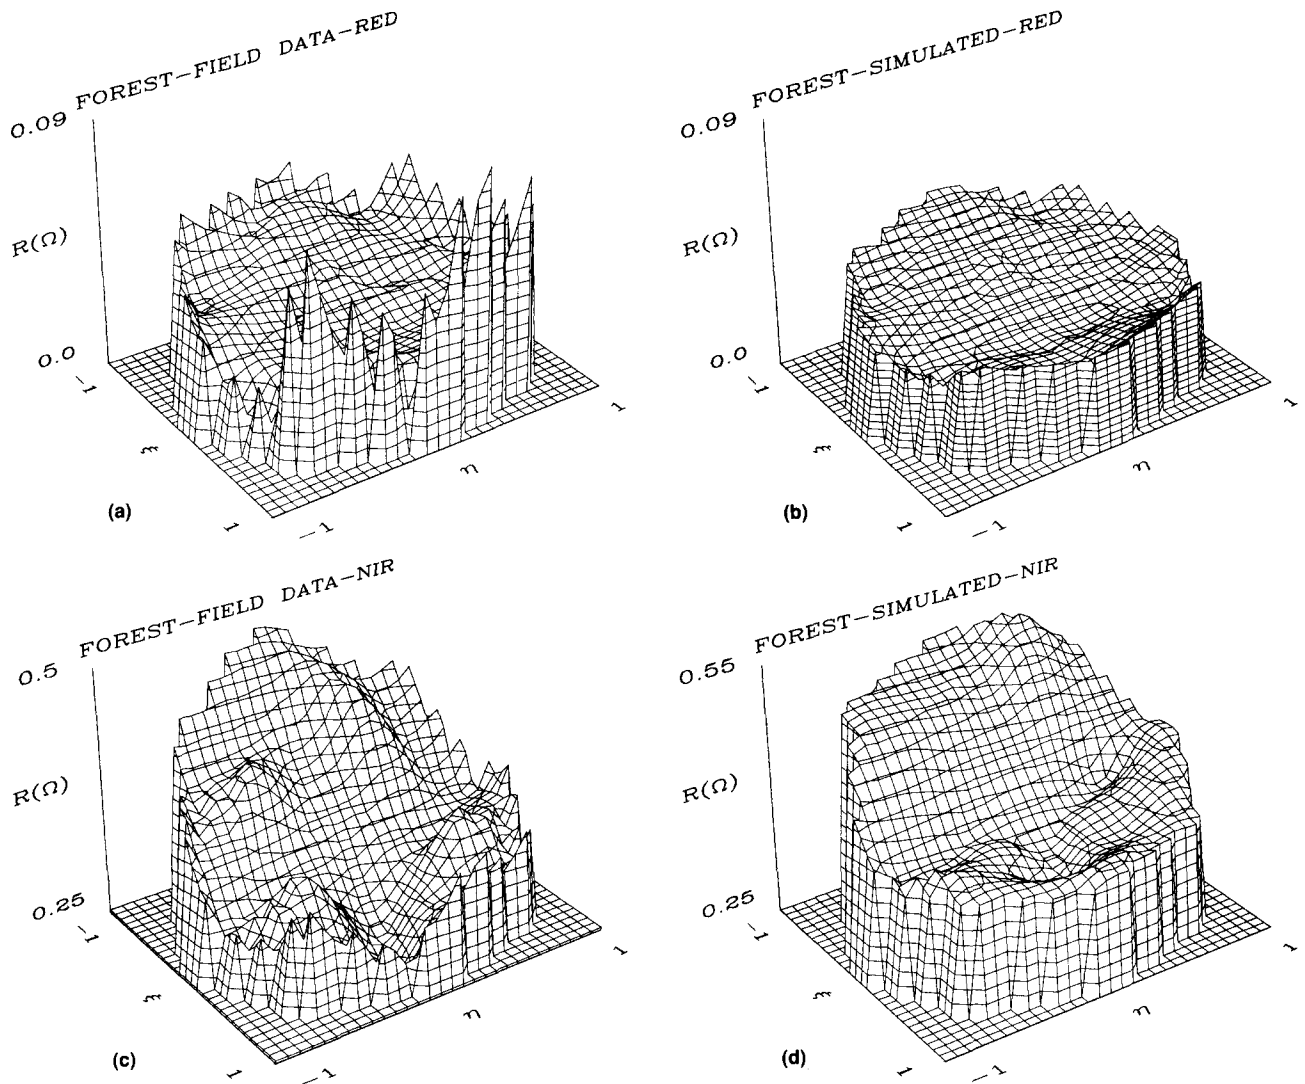 FOREST-FIELD DATA-RED
0.09
R(Ω)
0.0
-1
ξ
1
-1
η
1
(a)
FOREST-SIMULATED-RED
0.09
R(Ω)
0.0
-1
ξ
1
-1
η
1
(b)
FOREST-FIELD DATA-NIR
0.5
R(Ω)
0.25
-1
ξ
1
-1
η
1
(c)
FOREST-SIMULATED-NIR
0.55
R(Ω)
0.25
-1
ξ
1
-1
η
1
(d)